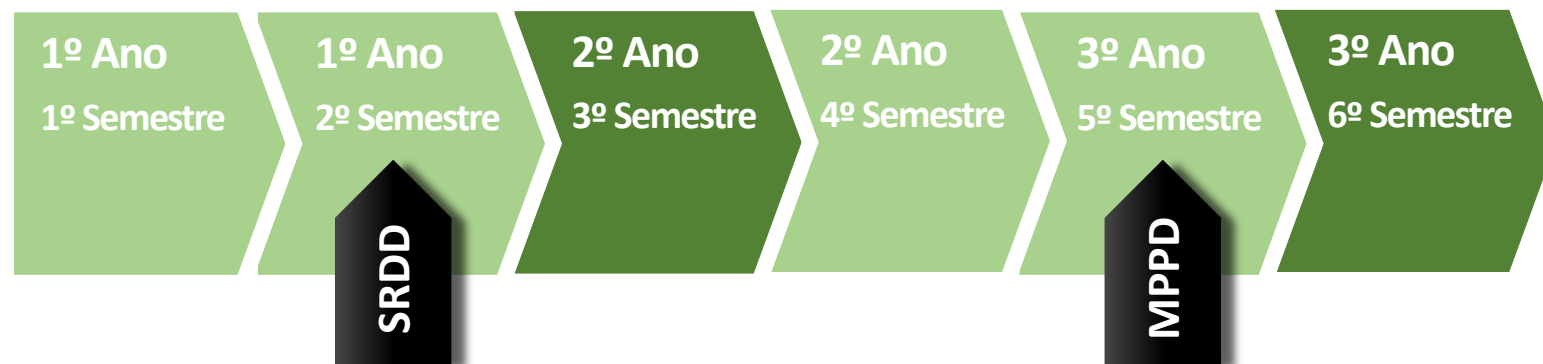 1º Ano
1º Semestre
1º Ano
2º Semestre
2º Ano
3º Semestre
2º Ano
4º Semestre
3º Ano
5º Semestre
3º Ano
6º Semestre
SRDD
MPPD